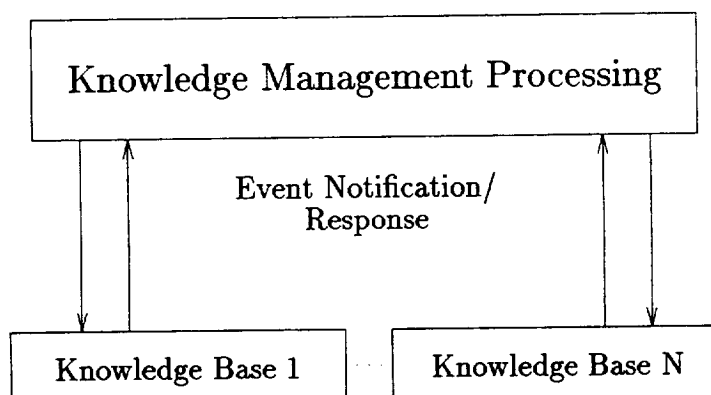 Knowledge Management Processing
Event Notification/
Response
Knowledge Base 1 .... Knowledge Base N